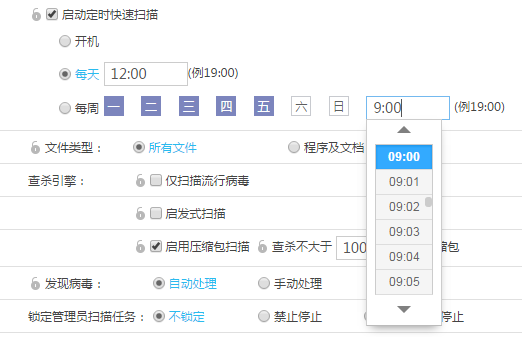 启动定时快速扫描
开机
每天 12:00 (例19:00)
每周 一 二 三 四 五 六 日 9:00 (例19:00)
09:00
09:01
09:02
09:03
09:04
09:05
文件类型： 所有文件 程序及文档
查杀引擎： 仅扫描流行病毒
启发式扫描
启用压缩包扫描 查杀不大于 100 缩包
发现病毒： 自动处理 手动处理
锁定管理员扫描任务： 不锁定 禁止停止 停止